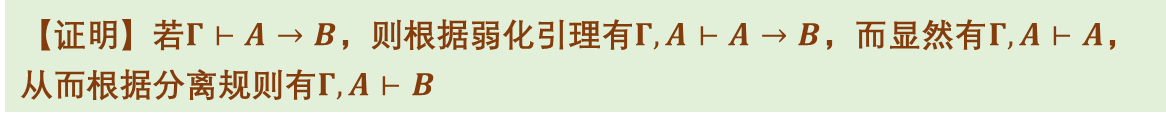 【证明】若Γ ⊢ A → B，则根据弱化引理有Γ, A ⊢ A → B，而显然有Γ, A ⊢ A，
从而根据分离规则有Γ, A ⊢ B